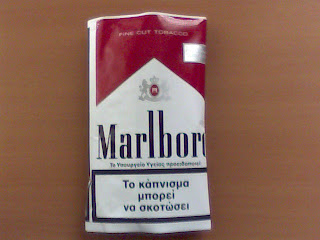 FINE CUT TOBACCO
Marlboro
Το Υπουργείο Υγείας προειδοποιεί
Το κάπνισμα
μπορεί
να σκοτώσει